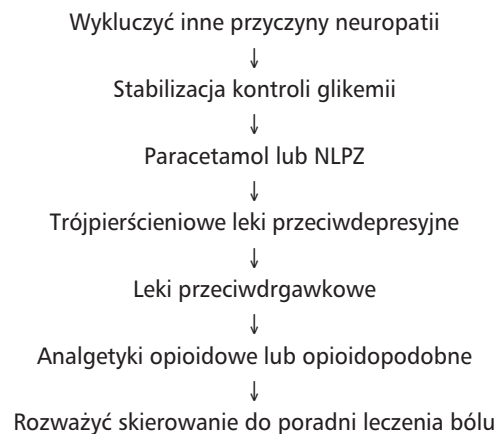 Wykluczyć inne przyczyny neuropatii
↓
Stabilizacja kontroli glikemii
↓
Paracetamol lub NLPZ
↓
Trójpierścieniowe leki przeciwdepresyjne
↓
Leki przeciwdrgawkowe
↓
Analgetyki opioidowe lub opioidopodobne
↓
Rozważyć skierowanie do poradni leczenia bólu